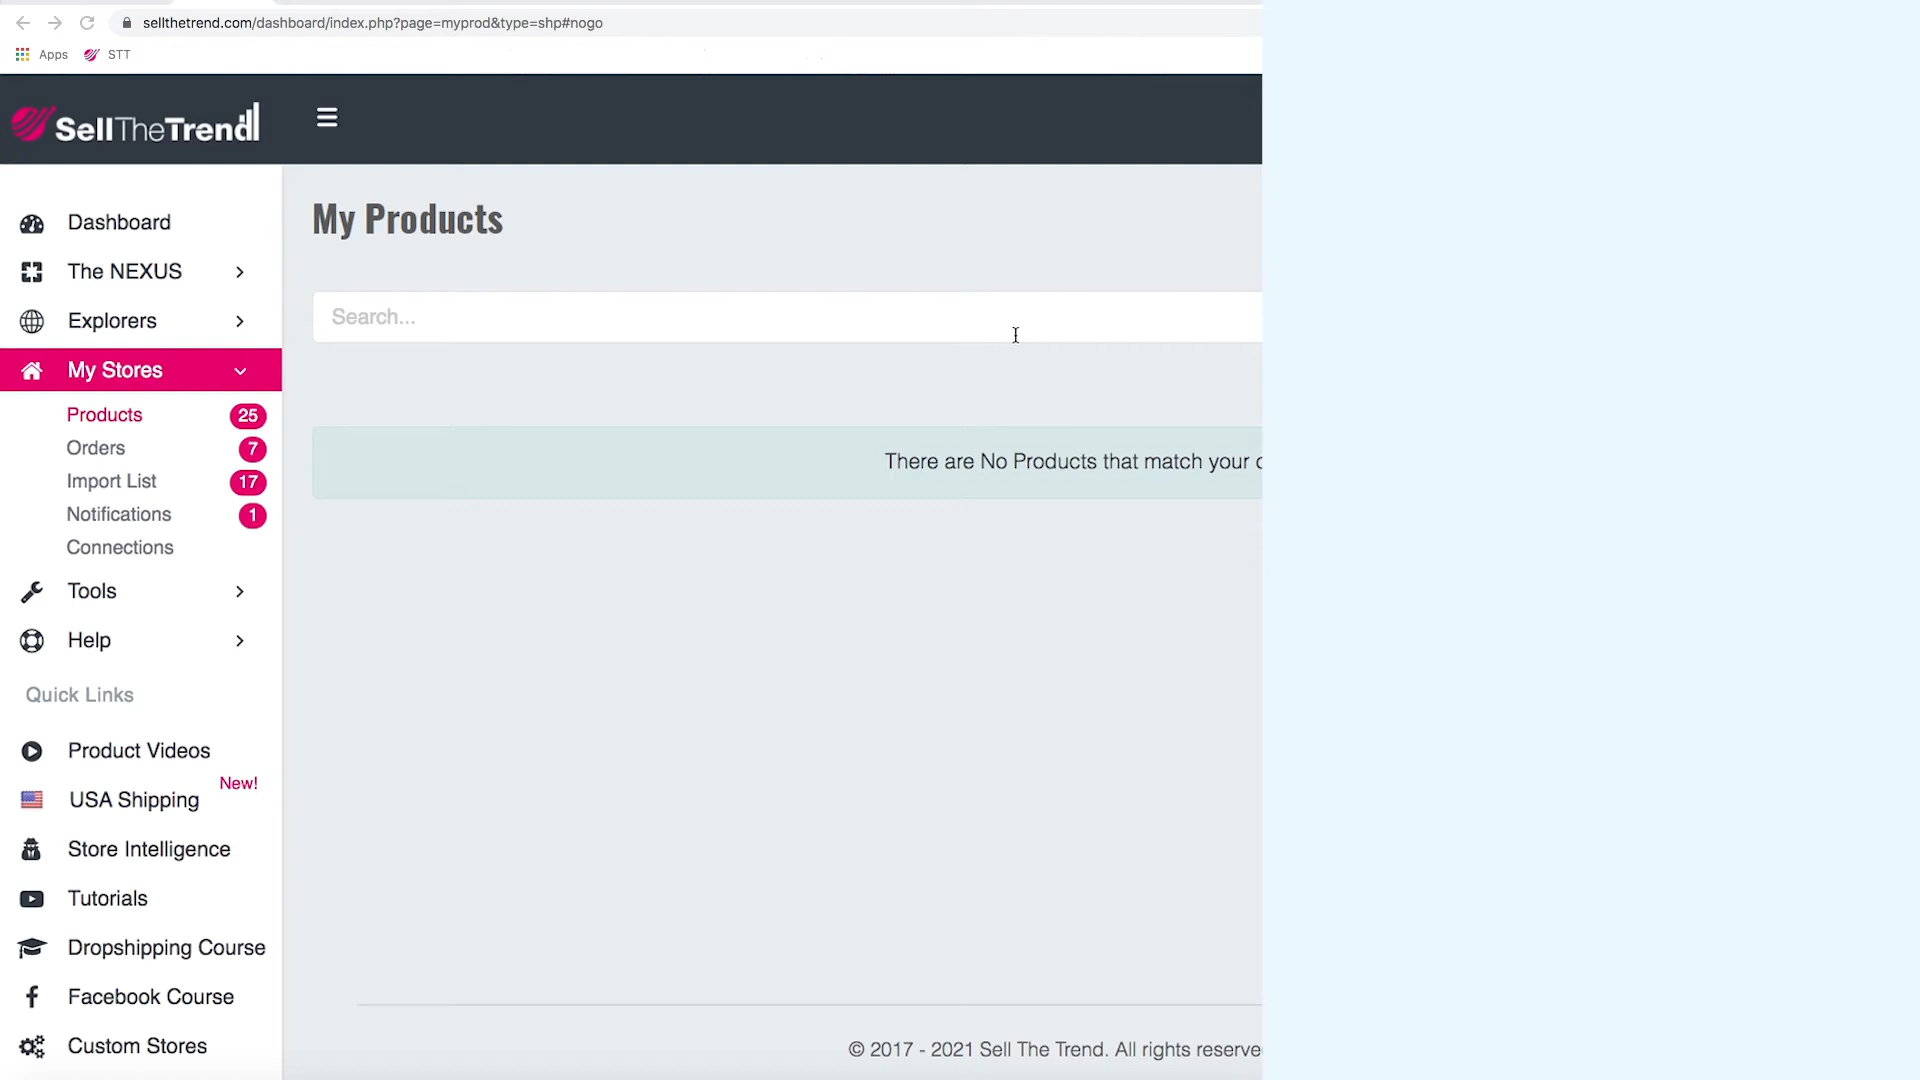 sellthetrend.com/dashboard/index.php?page=myprod&type=shp#nogo
Apps STT
SellTheTrend
My Products
Search...
There are No Products that match your
Dashboard
The NEXUS
Explorers
My Stores
Products 25
Orders 7
Import List 17
Notifications 1
Connections
Tools
Help
Quick Links
Product Videos
New!
USA Shipping
Store Intelligence
Tutorials
Dropshipping Course
Facebook Course
Custom Stores
© 2017 - 2021 Sell The Trend. All rights reserve